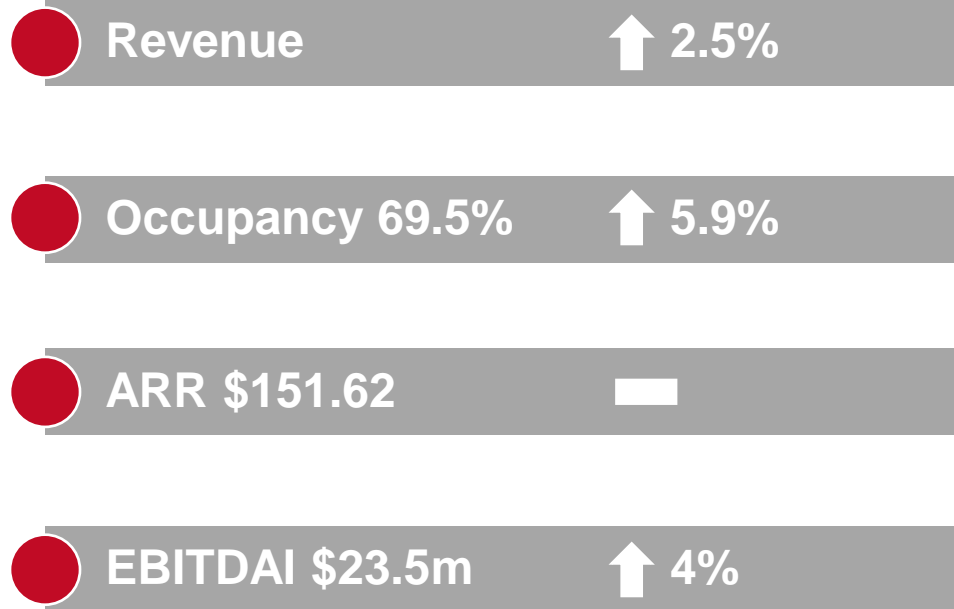 Revenue 2.5%
Occupancy 69.5% 5.9%
ARR $151.62
EBITDAI $23.5m 4%